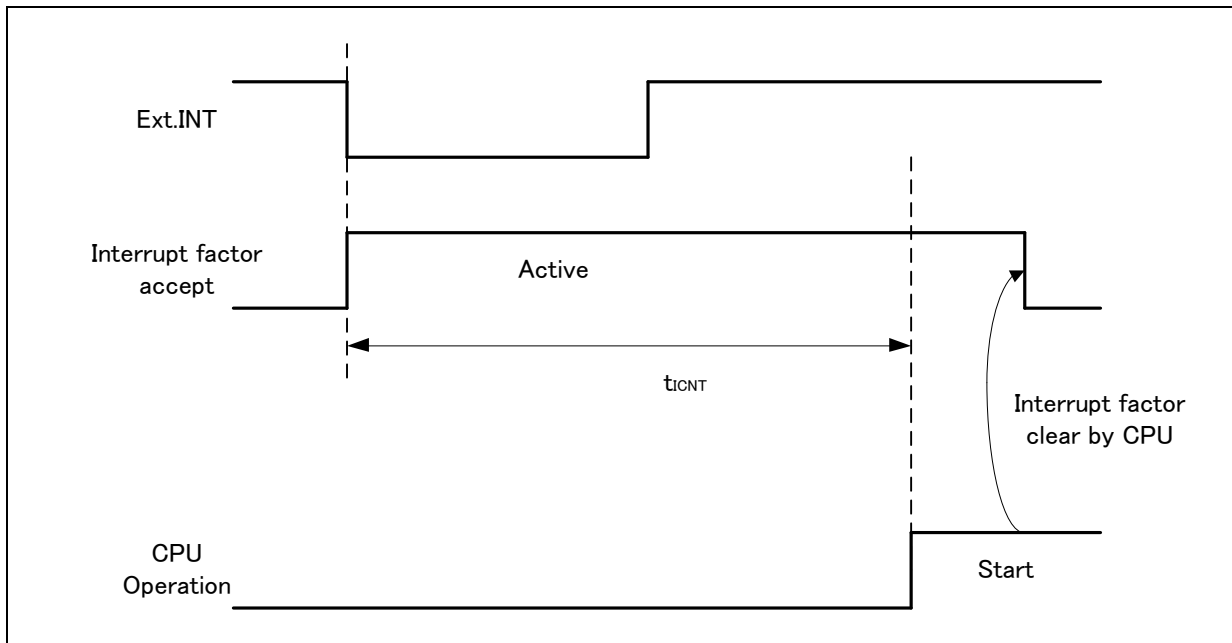 Ext.INT
Interrupt factor
accept
Active
tICNT
Interrupt factor
clear by CPU
CPU
Operation
Start